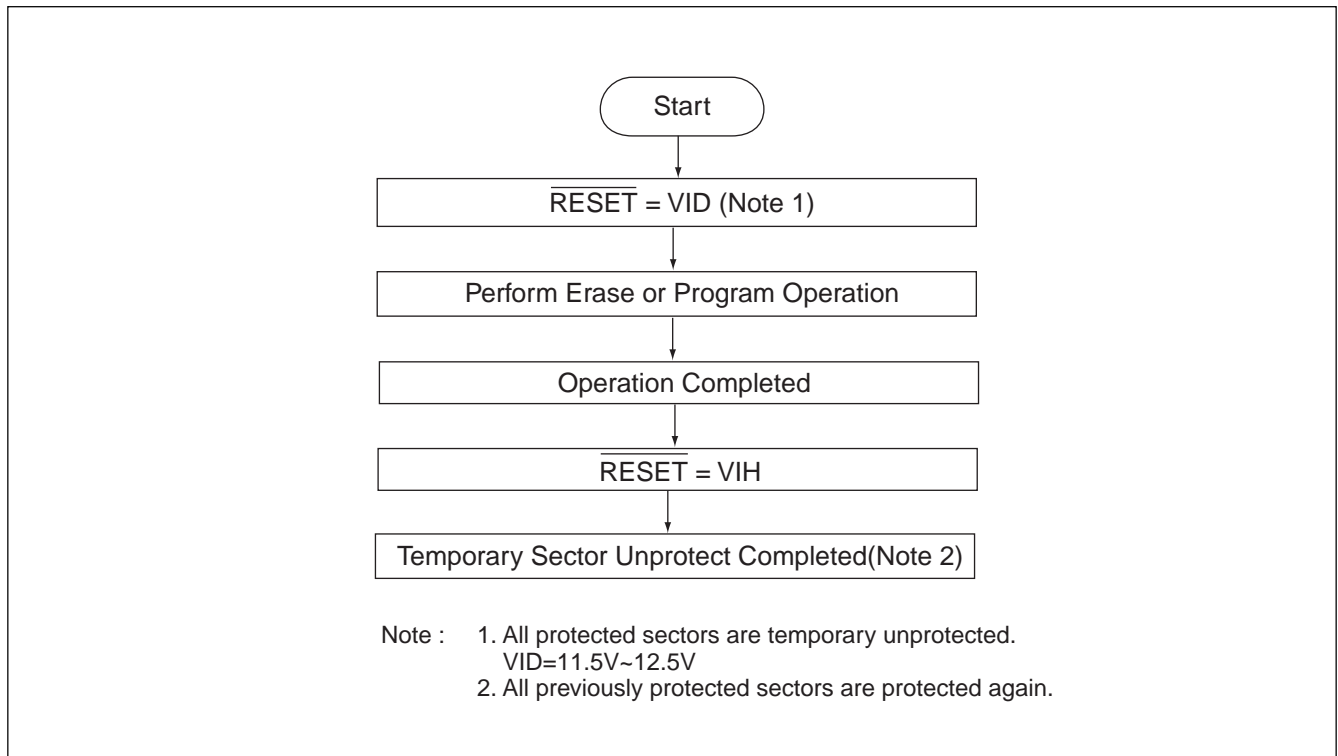 Start
RESET = VID (Note 1)
Perform Erase or Program Operation
Operation Completed
RESET = VIH
Temporary Sector Unprotect Completed(Note 2)
Note : 1. All protected sectors are temporary unprotected.
VID=11.5V~12.5V
2. All previously protected sectors are protected again.